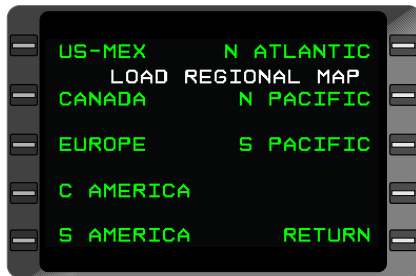 US-MEX N ATLANTIC
LOAD REGIONAL MAP
CANADA N PACIFIC
EUROPE S PACIFIC
C AMERICA
S AMERICA RETURN